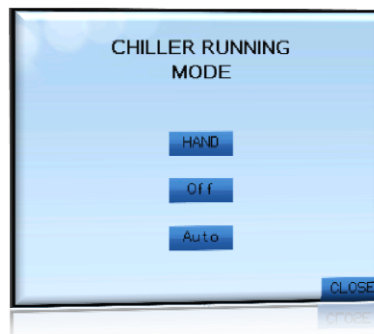 CHILLER RUNNING
MODE
HAND
Off
Auto
CLOSE